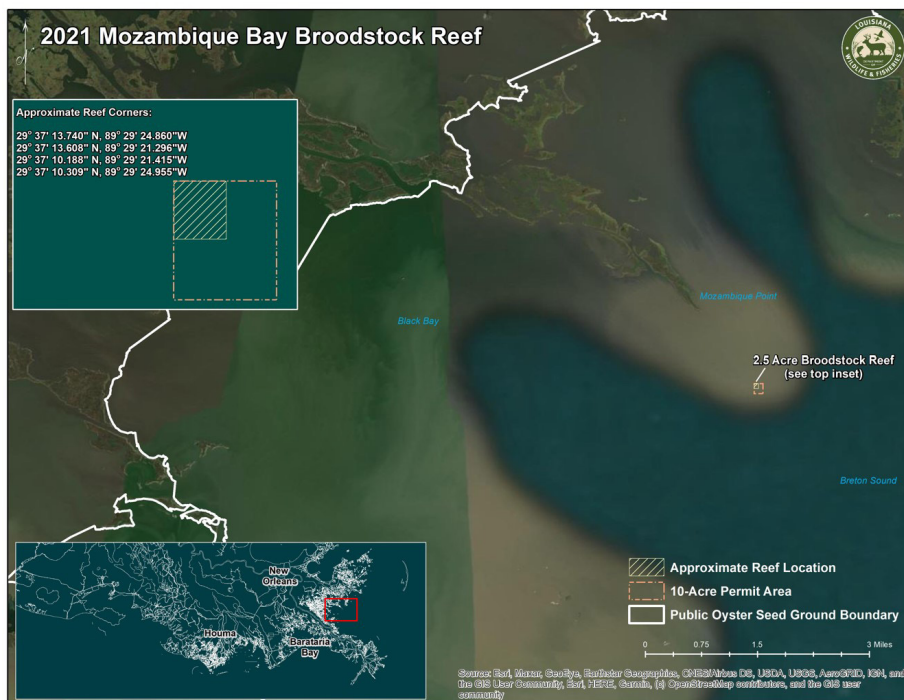 2021 Mozambique Bay Broodstock Reef
LOUISIANA
WILDLIFE & FISHERIES
Approximate Reef Corners:
29° 37' 13.740" N, 89° 29' 24.860"W
29° 37' 13.608" N, 89° 29' 21.296"W
29° 37' 10.188" N, 89° 29' 21.415"W
29° 37' 10.309" N, 89° 29' 24.955"W
Mozambique Point
Black Bay
2.5 Acre Broodstock Reef
(see top inset)
Breton Sound
New
Orleans
Houma
Barataria
Bay
Approximate Reef Location
10-Acre Permit Area
Public Oyster Seed Ground Boundary
0 0.75 1.5 3 Miles
Source: Esri, Maxar, GeoEye, Earthstar Geographics, CNES/Airbus DS, USDA, USGS, AeroGRID, IGN, and
the GIS User Community, Esri, HERE, Garmin, (c) OpenStreetMap contributors, and the GIS user
community